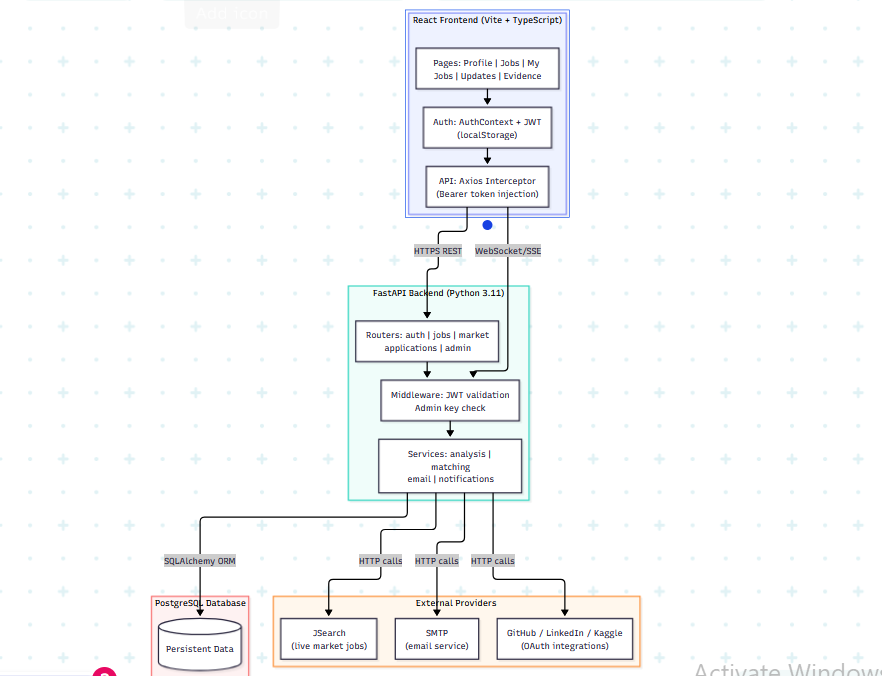 Add icon
React Frontend (Vite + TypeScript)
Pages: Profile | Jobs | My
Jobs | Updates | Evidence
Auth: AuthContext + JWT
(localStorage)
API: Axios Interceptor
(Bearer token injection)
HTTPS REST
WebSocket/SSE
FastAPI Backend (Python 3.11)
Routers: auth | jobs | market
applications | admin
Middleware: JWT validation
Admin key check
Services: analysis |
matching
email | notifications
SQLAlchemy ORM
HTTP calls
HTTP calls
HTTP calls
PostgreSQL Database
Persistent Data
External Providers
JSearch
(live market jobs)
SMTP
(email service)
GitHub / LinkedIn / Kaggle
(OAuth integrations)
Activate Windows